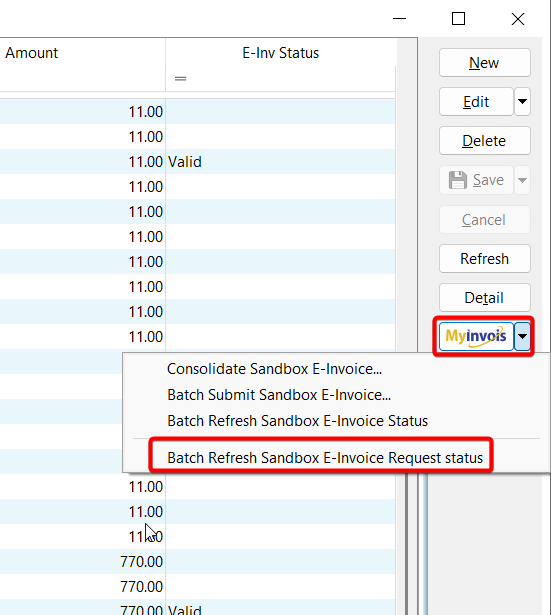 Amount E-Inv Status
=
New
11.00
Edit
11.00
Delete
11.00 Valid
Save
11.00
11.00
Cancel
11.00
Refresh
11.00
11.00
Detail
11.00
11.00
Myinvois
Consolidate Sandbox E-Invoice...
Batch Submit Sandbox E-Invoice...
Batch Refresh Sandbox E-Invoice Status
Batch Refresh Sandbox E-Invoice Request status
11.00
11.00
11.00
770.00
770.00
770.00 Valid